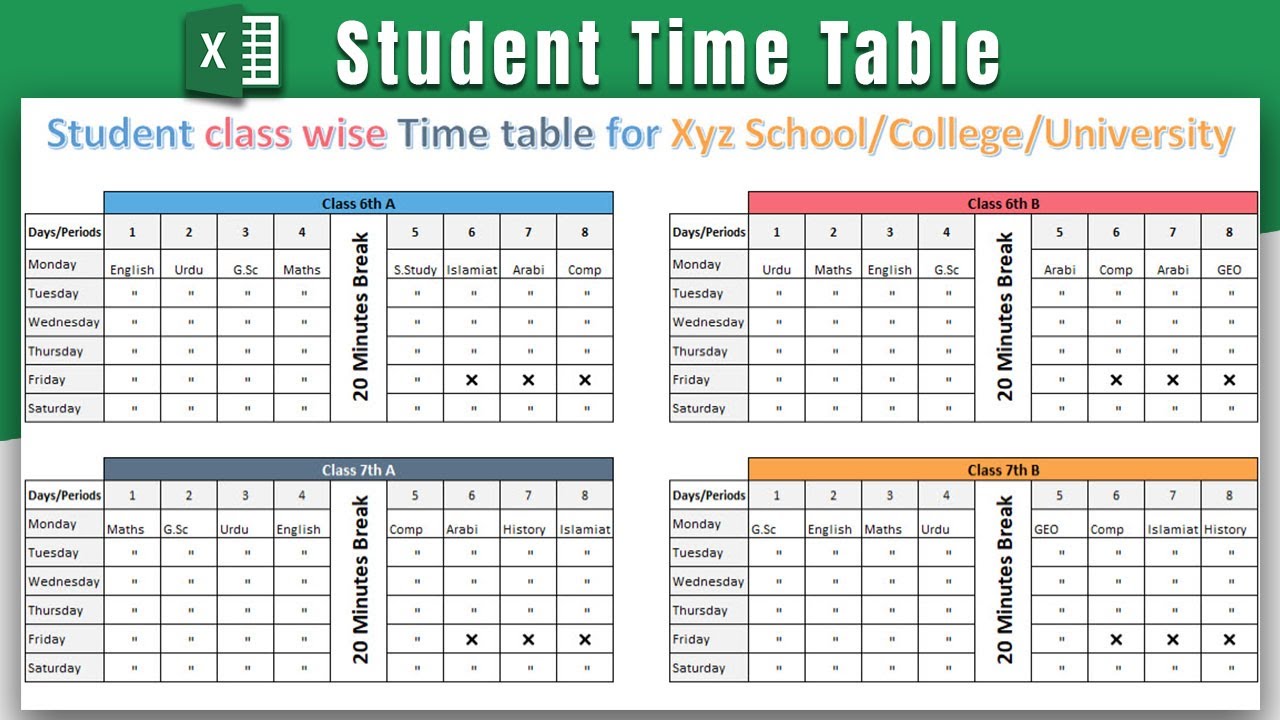 X
Student Time Table
Student class wise Time table for Xyz School/College/University
Class 6th A
Days/Periods 1 2 3 4 20 Minutes Break 5 6 7 8
Monday English Urdu G.Sc Maths S.Study Islamiat Arabi Comp
Tuesday " " " " " " " "
Wednesday " " " " " " " "
Thursday " " " " " " " "
Friday " " " " " × × ×
Saturday " " " " " " " "
Class 6th B
Days/Periods 1 2 3 4 20 Minutes Break 5 6 7 8
Monday Urdu Maths English G.Sc Arabi Comp Arabi GEO
Tuesday " " " " " " " "
Wednesday " " " " " " " "
Thursday " " " " " " " "
Friday " " " " " × × ×
Saturday " " " " " " " "
Class 7th A
Days/Periods 1 2 3 4 20 Minutes Break 5 6 7 8
Monday Maths G.Sc Urdu English Comp Arabi History Islamiat
Tuesday " " " " " " " "
Wednesday " " " " " " " "
Thursday " " " " " " " "
Friday " " " " " × × ×
Saturday " " " " " " " "
Class 7th B
Days/Periods 1 2 3 4 20 Minutes Break 5 6 7 8
Monday G.Sc English Maths Urdu GEO Comp Islamiat History
Tuesday " " " " " " " "
Wednesday " " " " " " " "
Thursday " " " " " " " "
Friday " " " " " × × ×
Saturday " " " " " " " "